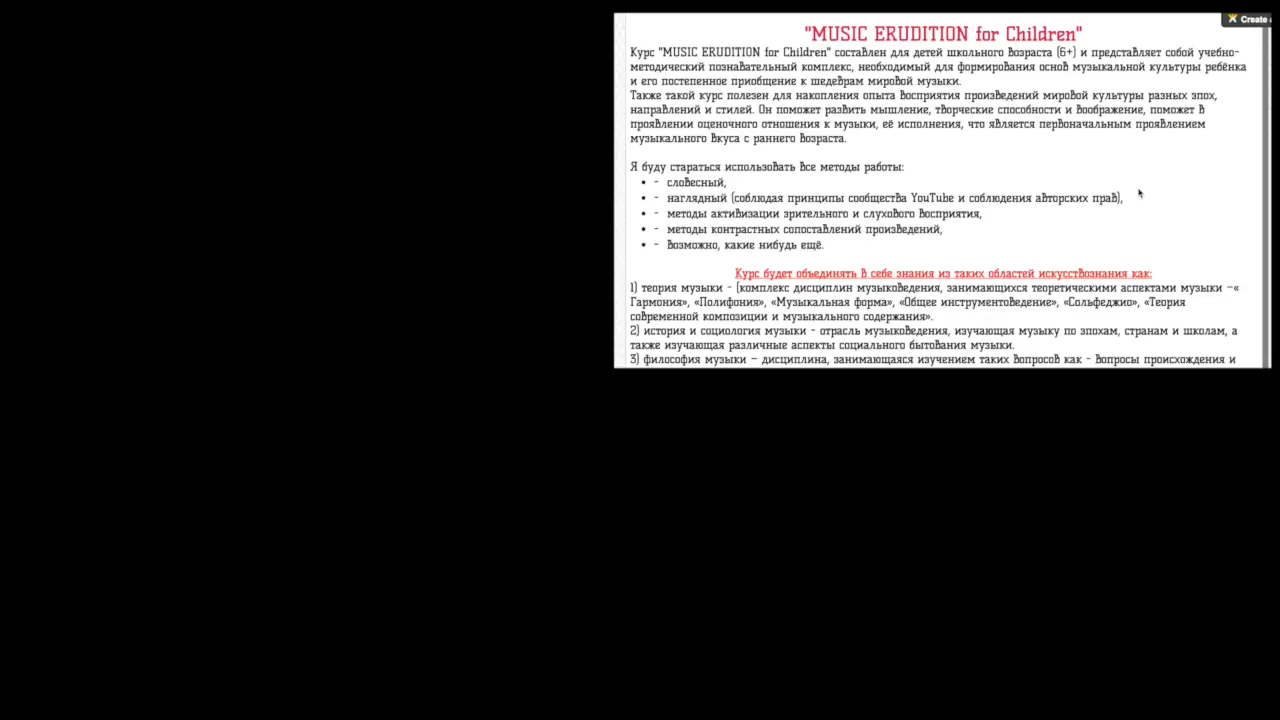 Create
"MUSIC ERUDITION for Children"
Курс "MUSIC ERUDITION for Children" составлен для детей школьного возраста (6+) и представляет собой учебно-
методический познавательный комплекс, необходимый для формирования основ музыкальной культуры ребёнка
и его постепенное приобщение к шедеврам мировой музыки.
Также такой курс полезен для накопления опыта восприятия произведений мировой культуры разных эпох,
направлений и стилей. Он поможет развить мышление, творческие способности и воображение, поможет в
проявлении оценочного отношения к музыки, её исполнения, что является первоначальным проявлением
музыкального вкуса с раннего возраста.
Я буду стараться использовать все методы работы:
• - словесный,
• - наглядный (соблюдая принципы сообщества YouTube и соблюдения авторских прав),
• - методы активизации зрительного и слухового восприятия,
• - методы контрастных сопоставлений произведений,
• - возможно, какие нибудь ещё.
Курс будет объединять в себе знания из таких областей искусствознания как:
1) теория музыки - (комплекс дисциплин музыковедения, занимающихся теоретическими аспектами музыки –«
Гармония», «Полифония», «Музыкальная форма», «Общее инструментоведение», «Сольфеджио», «Теория
современной композиции и музыкального содержания».
2) история и социология музыки - отрасль музыковедения, изучающая музыку по эпохам, странам и школам, а
также изучающая различные аспекты социального бытования музыки.
3) философия музыки – дисциплина, занимающаяся изучением таких вопросов как - вопросы происхождения и